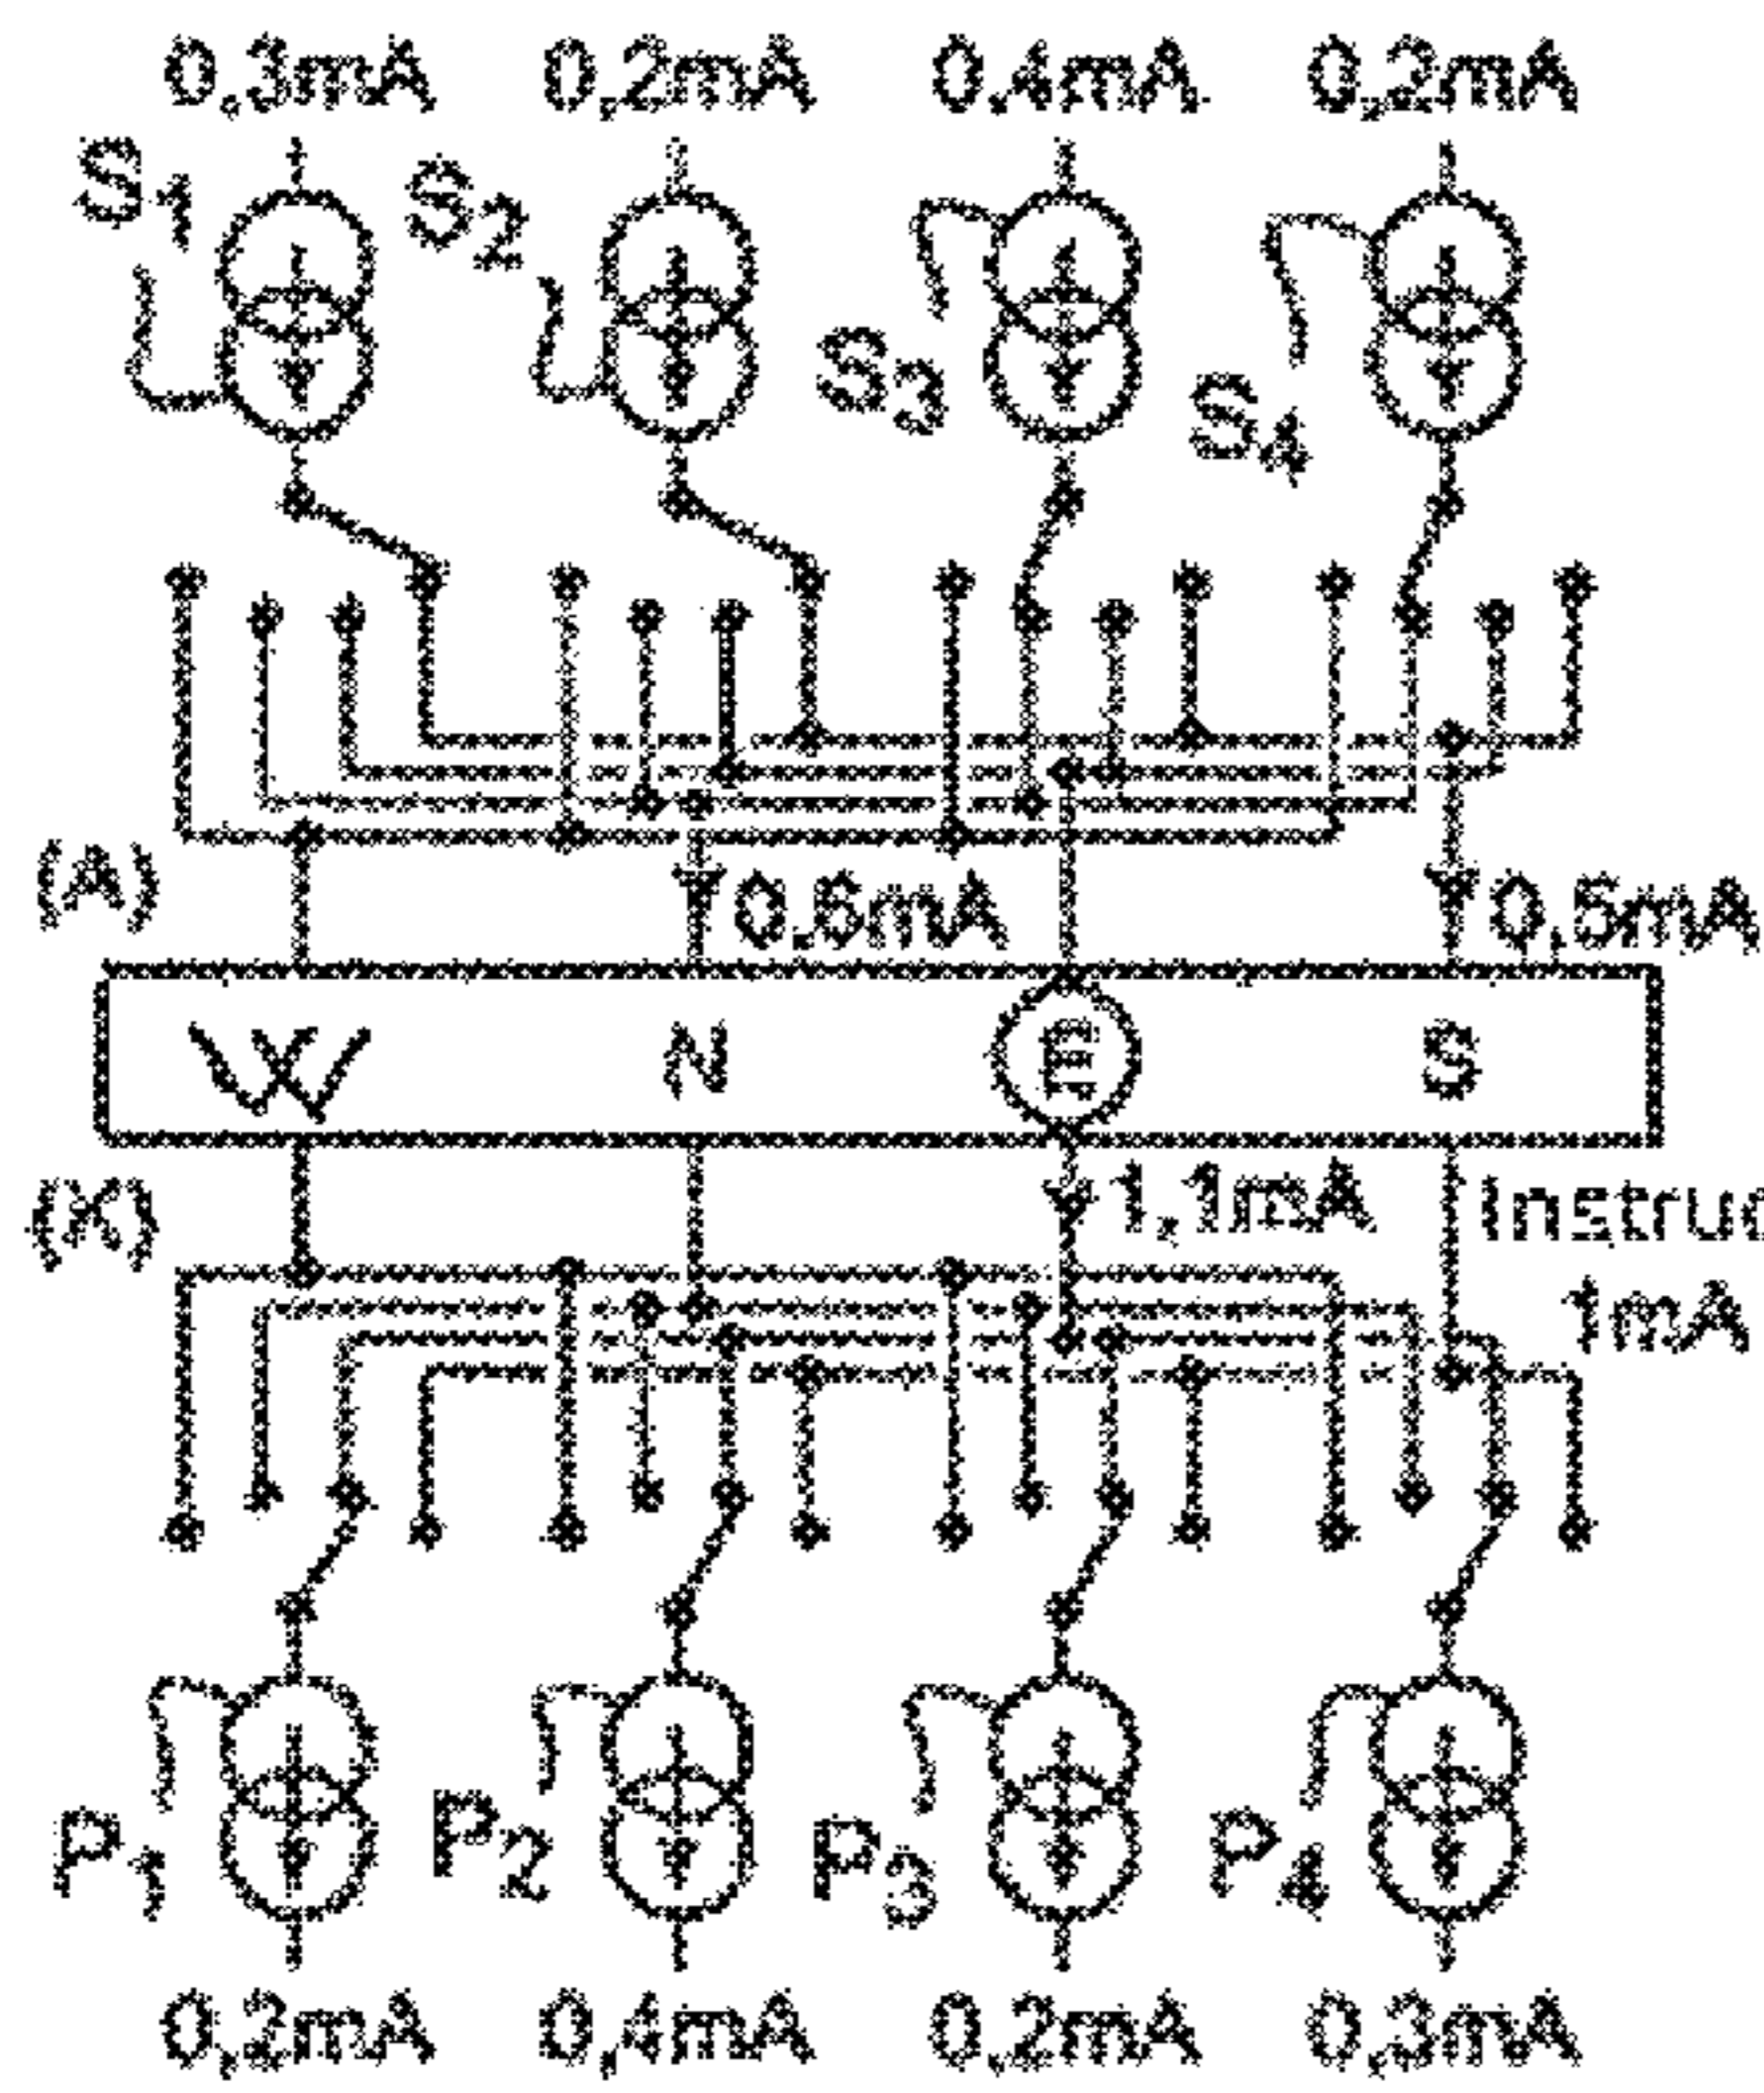 0,3mA 0,2mA 0,4mA 0,2mA
S1 S2 S3 S4
(A) 0.6mA 0,5mA
W N E S
(K) 1,1mA Instruc
1mA
P1 P2 P3 P4
0,2mA 0,4mA 0,2mA 0,3mA